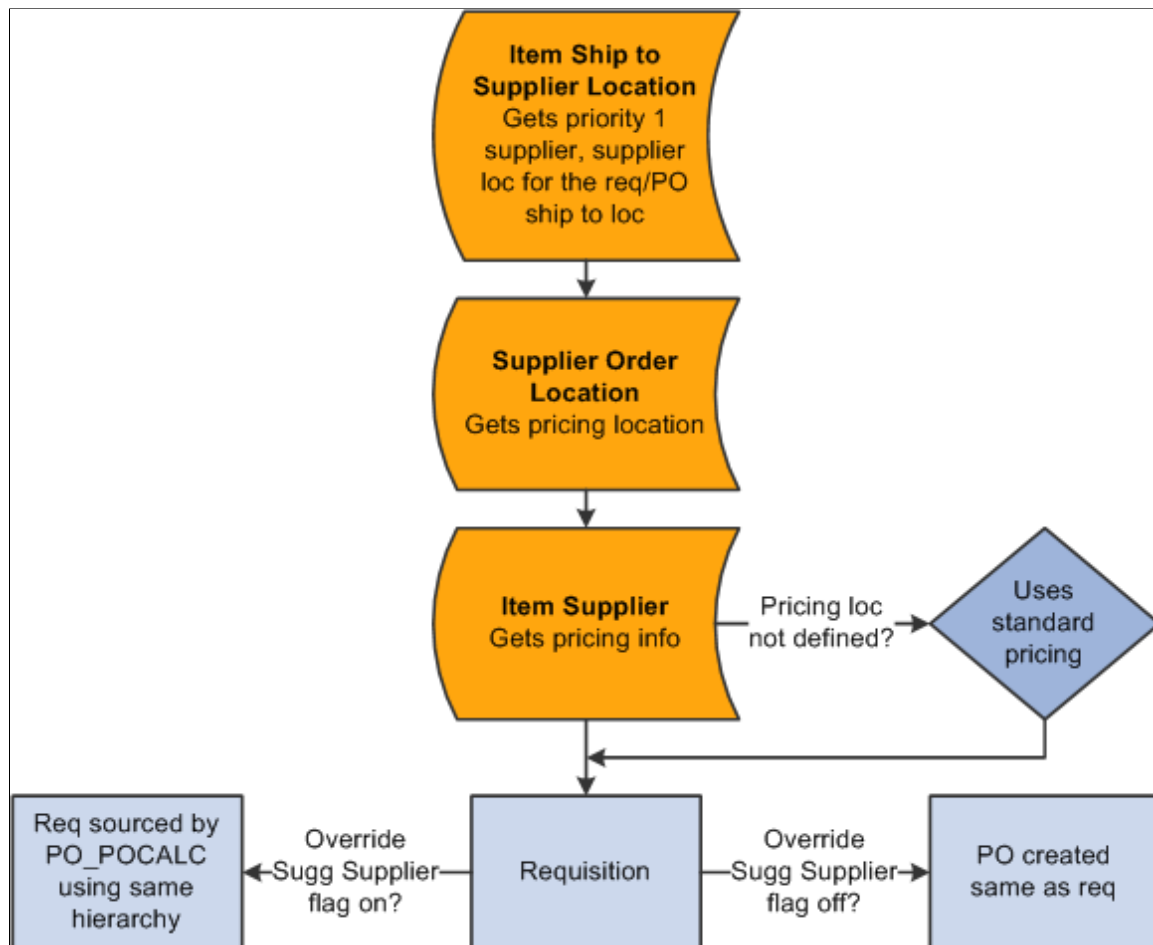 Item Ship to
Supplier Location
Gets priority 1
supplier, supplier
loc for the req/PO
ship to loc
Supplier Order
Location
Gets pricing location
Item Supplier
Gets pricing info
Pricing loc
not defined?
Uses
standard
pricing
Req sourced by
PO_POCALC
using same
hierarchy
Override
Sugg Supplier
flag on?
Requisition
Override
Sugg Supplier
flag off?
PO created
same as req